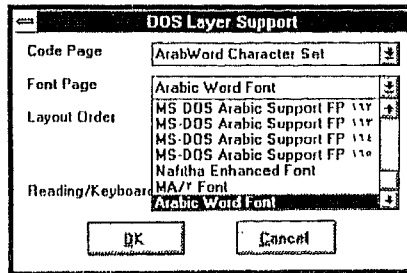 DOS Layer Support
Code Page ArabWord Character Set
Font Page Arabic Word Font
MS-DOS Arabic Support FP ١١٢
Layout Order MS-DOS Arabic Support FP ١١٣
MS-DOS Arabic Support FP ١١٤
MS-DOS Arabic Support FP ١١٥
Nafitha Enhanced Font
MA/٢ Font
Reading/Keyboard Arabic Word Font
OK Cancel